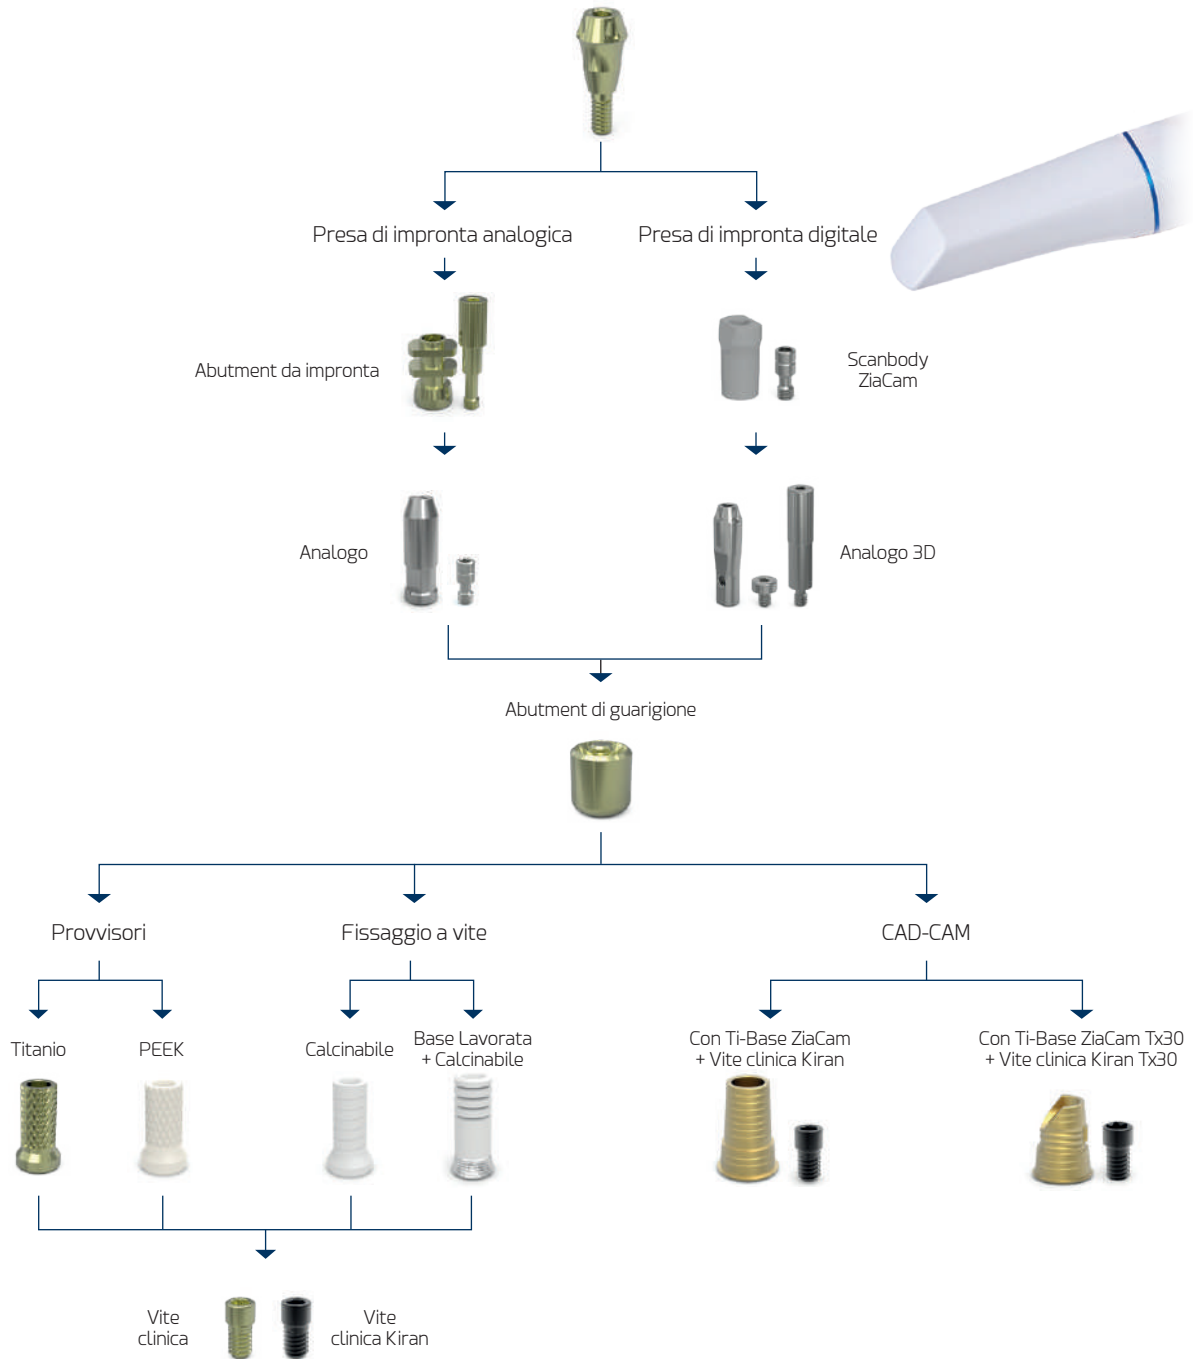 Presa di impronta analogica
Presa di impronta digitale
Abutment da impronta
Scanbody
ZiaCam
Analogo
Analogo 3D
Abutment di guarigione
Provvisori
Fissaggio a vite
CAD-CAM
Titanio
PEEK
Calcinabile
Base Lavorata
+ Calcinabile
Con Ti-Base ZiaCam
+ Vite clinica Kiran
Con Ti-Base ZiaCam Tx30
+ Vite clinica Kiran Tx30
Vite
clinica
Vite
clinica Kiran